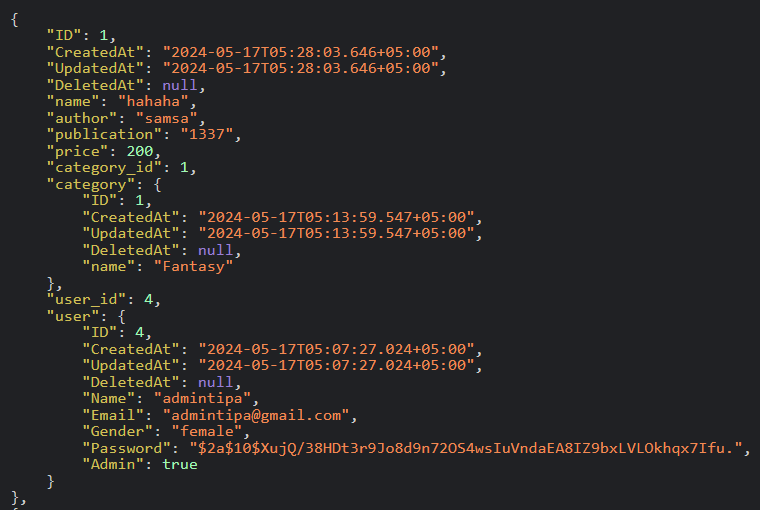 {
    "ID": 1,
    "CreatedAt": "2024-05-17T05:28:03.646+05:00",
    "UpdatedAt": "2024-05-17T05:28:03.646+05:00",
    "DeletedAt": null,
    "name": "hahaha",
    "author": "samsa",
    "publication": "1337",
    "price": 200,
    "category_id": 1,
    "category": {
        "ID": 1,
        "CreatedAt": "2024-05-17T05:13:59.547+05:00",
        "UpdatedAt": "2024-05-17T05:13:59.547+05:00",
        "DeletedAt": null,
        "name": "Fantasy"
    },
    "user_id": 4,
    "user": {
        "ID": 4,
        "CreatedAt": "2024-05-17T05:07:27.024+05:00",
        "UpdatedAt": "2024-05-17T05:07:27.024+05:00",
        "DeletedAt": null,
        "Name": "admintipa",
        "Email": "admintipa@gmail.com",
        "Gender": "female",
        "Password": "$2a$10$XujQ/38HDt3r9Jo8d9n72OS4wsIuVndaEA8IZ9bxLVLOkhqx7Ifu.",
        "Admin": true
    }
},